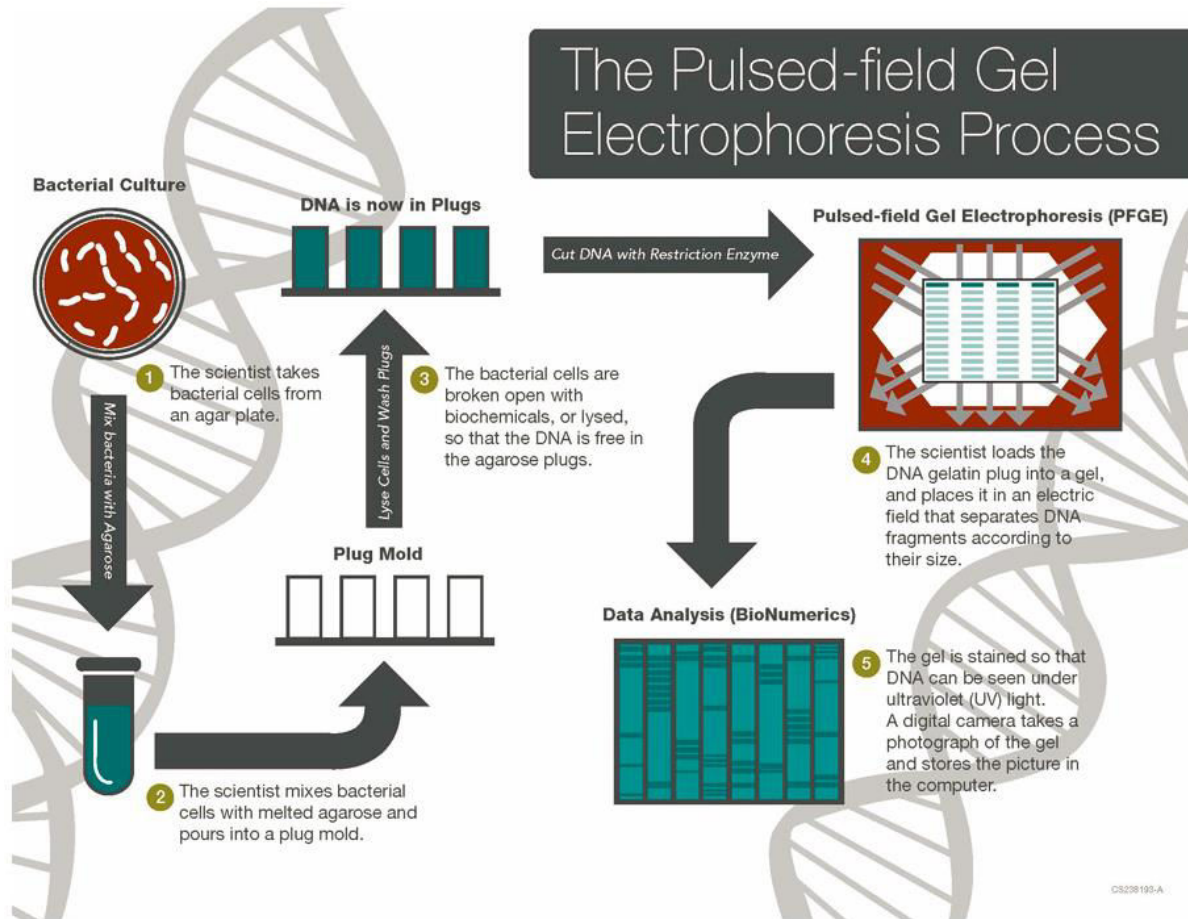 The Pulsed-field Gel
Electrophoresis Process
Bacterial Culture
1
The scientist takes
bacterial cells from
an agar plate.
Mix bacteria with Agarose
2
The scientist mixes bacterial
cells with melted agarose and
pours into a plug mold.
Plug Mold
Lyse Cells and Wash Plugs
3
The bacterial cells are
broken open with
biochemicals, or lysed,
so that the DNA is free in
the agarose plugs.
DNA is now in Plugs
Cut DNA with Restriction Enzyme
Pulsed-field Gel Electrophoresis (PFGE)
4
The scientist loads the
DNA gelatin plug into a gel,
and places it in an electric
field that separates DNA
fragments according to
their size.
Data Analysis (BioNumerics)
5
The gel is stained so that
DNA can be seen under
ultraviolet (UV) light.
A digital camera takes a
photograph of the gel
and stores the picture in
the computer.
CS238193-A